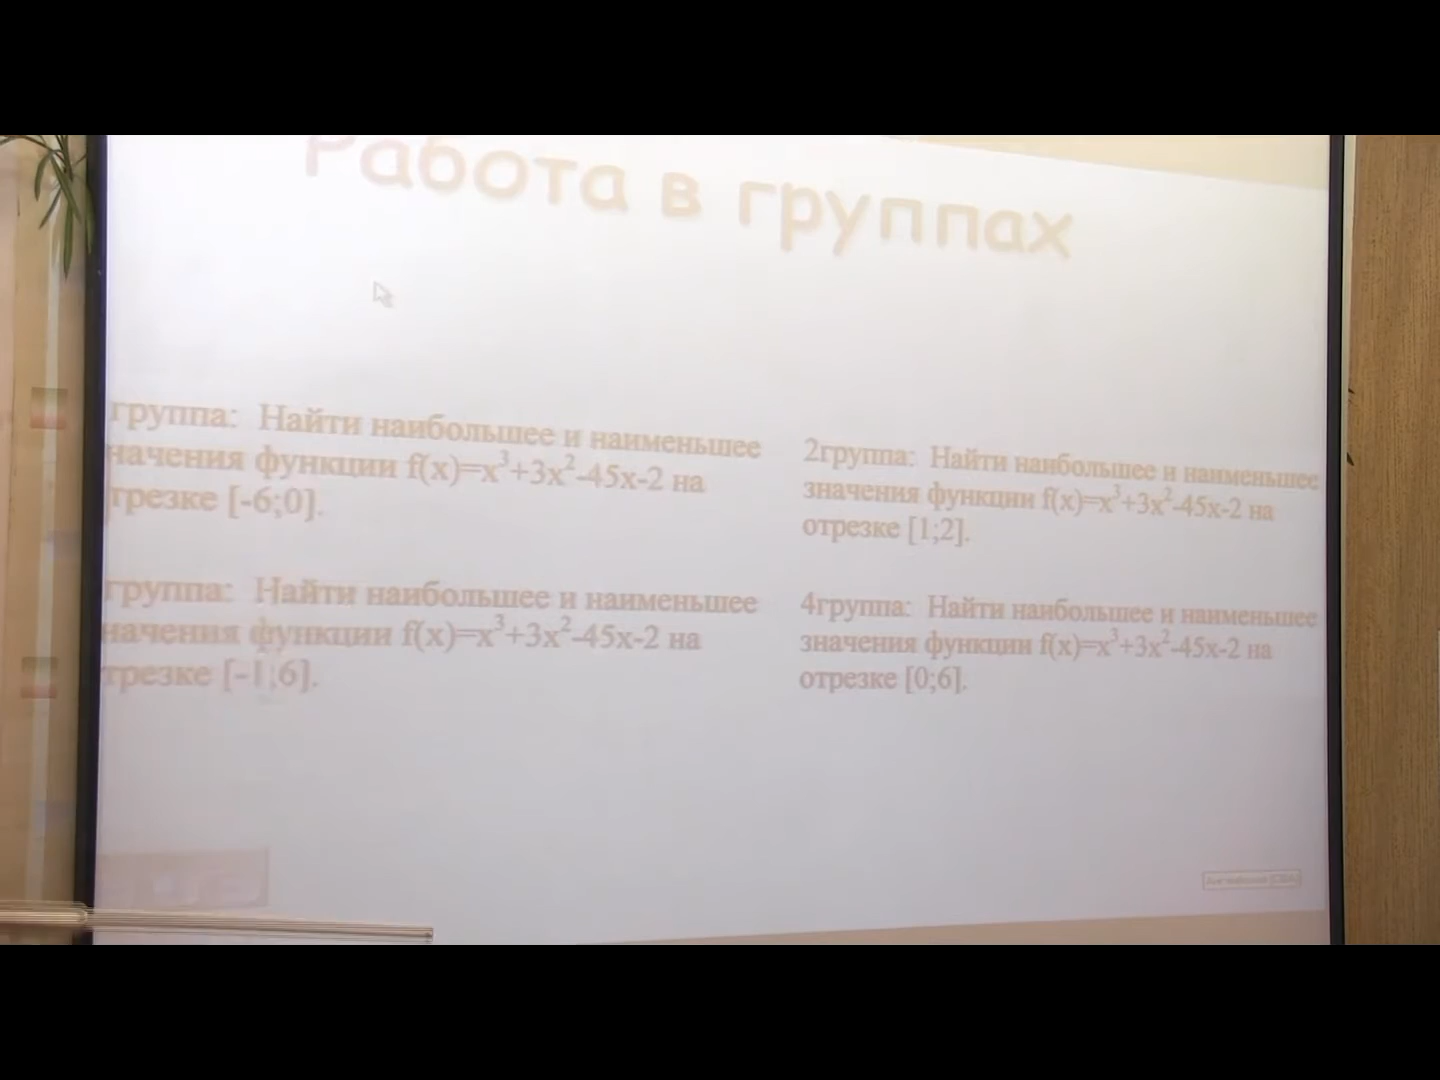 Работа в группах
группа: Найти наибольшее и наименьшее
начения функции f(x)=x³+3x²-45x-2 на
трезке [-6;0].
2группа: Найти наибольшее и наименьшее
значения функции f(x)=x³+3x²-45x-2 на
отрезке [1;2].
группа: Найти наибольшее и наименьшее
начения функции f(x)=x³+3x²-45x-2 на
трезке [-1;6].
4группа: Найти наибольшее и наименьшее
значения функции f(x)=x³+3x²-45x-2 на
отрезке [0;6].
Английский (США)